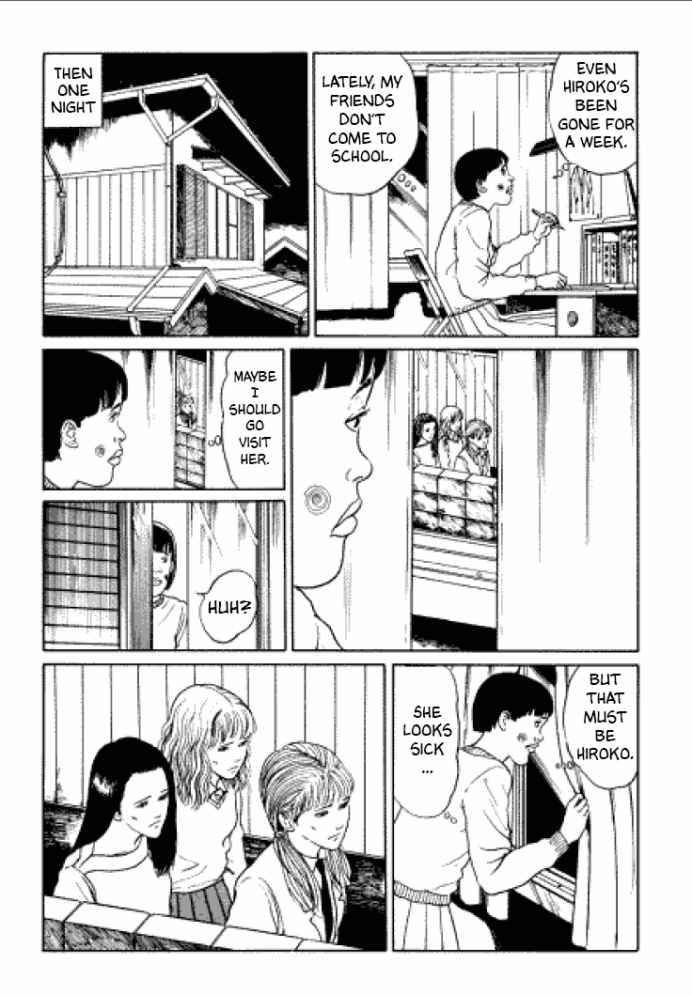 THEN
ONE
NIGHT
LATELY, MY
FRIENDS
DON'T
COME TO
SCHOOL.
EVEN
HIROKO'S
BEEN
GONE FOR
A WEEK.
MAYBE
I
SHOULD
GO
VISIT
HER.
HUH?
SHE
LOOKS
SICK
...
BUT
THAT
MUST
BE
HIROKO.